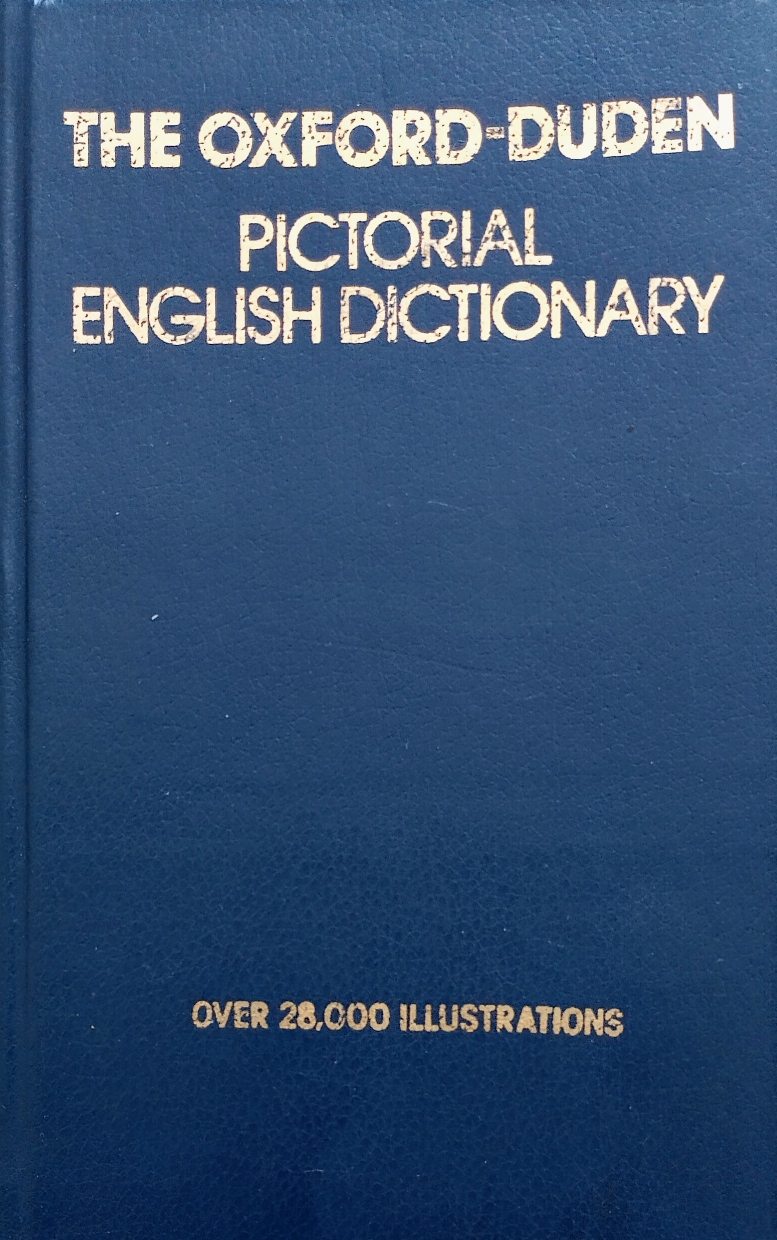 THE OXFORD-DUDEN
PICTORIAL
ENGLISH DICTIONARY
OVER 28,000 ILLUSTRATIONS